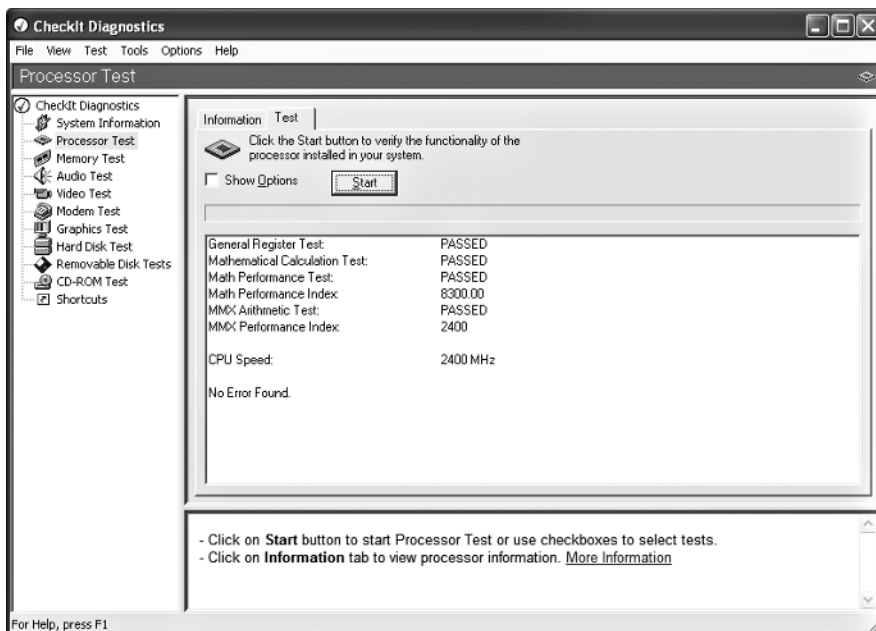 CheckIt Diagnostics
File View Test Tools Options Help
Processor Test
CheckIt Diagnostics
System Information
Processor Test
Memory Test
Audio Test
Video Test
Modem Test
Graphics Test
Hard Disk Test
Removable Disk Tests
CD-ROM Test
Shortcuts
Information Test
Click the Start button to verify the functionality of the
processor installed in your system.
Show Options Start
General Register Test: PASSED
Mathematical Calculation Test: PASSED
Math Performance Test: PASSED
Math Performance Index: 8300.00
MMX Arithmetic Test: PASSED
MMX Performance Index: 2400
CPU Speed: 2400 MHz
No Error Found.
- Click on Start button to start Processor Test or use checkboxes to select tests.
- Click on Information tab to view processor information. More Information
For Help, press F1